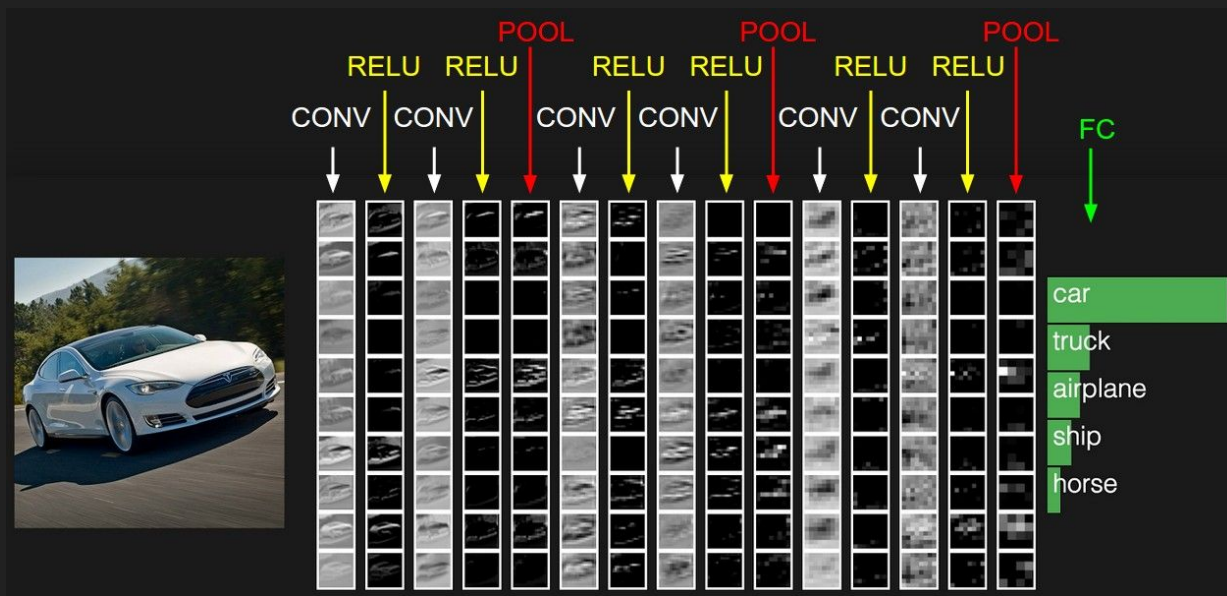 POOL POOL POOL
RELU RELU RELU RELU RELU RELU
CONV CONV CONV CONV CONV CONV
FC
car
truck
airplane
ship
horse